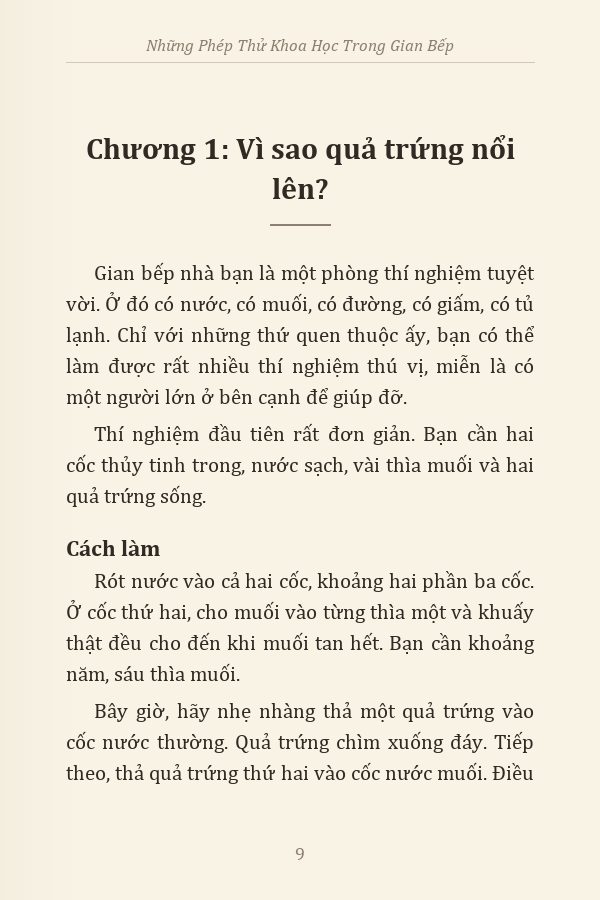 Những Phép Thử Khoa Học Trong Gian Bếp
Chương 1: Vì sao quả trứng nổi
lên?
Gian bếp nhà bạn là một phòng thí nghiệm tuyệt
vời. Ở đó có nước, có muối, có đường, có giấm, có tủ
lạnh. Chỉ với những thứ quen thuộc ấy, bạn có thể
làm được rất nhiều thí nghiệm thú vị, miễn là có
một người lớn ở bên cạnh để giúp đỡ.
Thí nghiệm đầu tiên rất đơn giản. Bạn cần hai
cốc thủy tinh trong, nước sạch, vài thìa muối và hai
quả trứng sống.
Cách làm
Rót nước vào cả hai cốc, khoảng hai phần ba cốc.
Ở cốc thứ hai, cho muối vào từng thìa một và khuấy
thật đều cho đến khi muối tan hết. Bạn cần khoảng
năm, sáu thìa muối.
Bây giờ, hãy nhẹ nhàng thả một quả trứng vào
cốc nước thường. Quả trứng chìm xuống đáy. Tiếp
theo, thả quả trứng thứ hai vào cốc nước muối. Điều
9